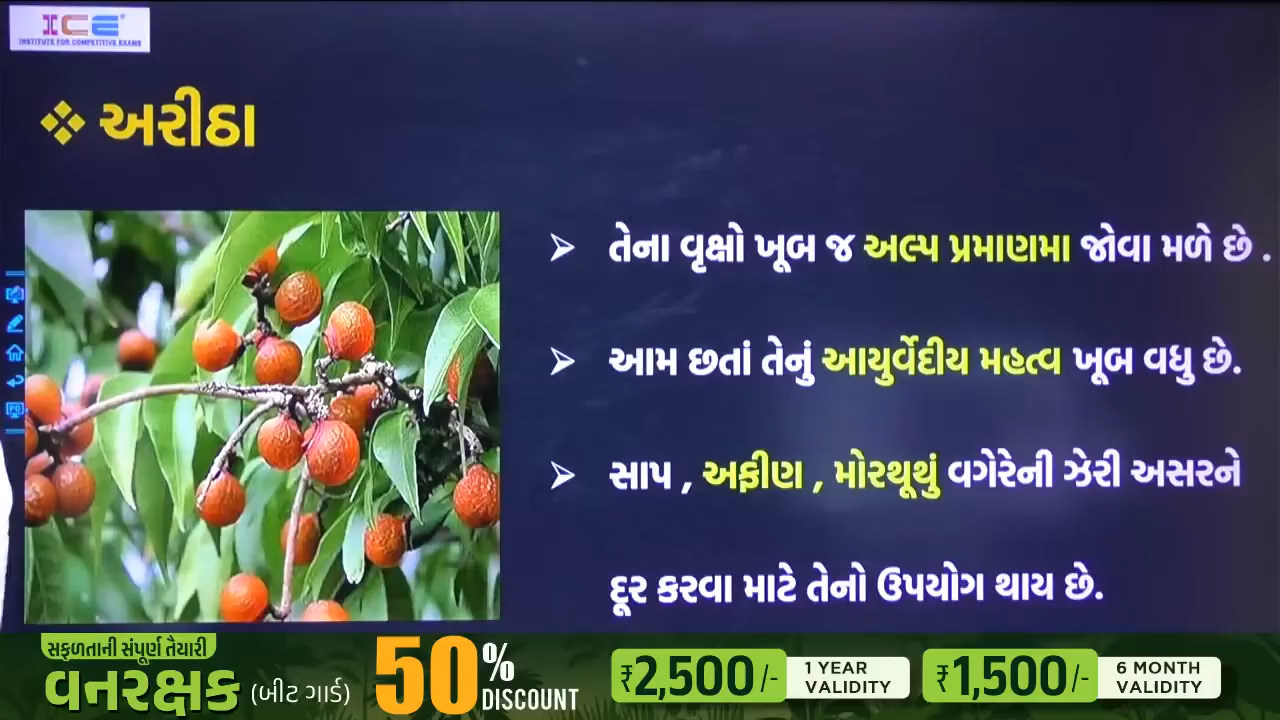 ICE
INSTITUTE FOR COMPETITIVE EXAMS
❖ અરીઠા
➢ તેના વૃક્ષો ખૂબ જ અલ્પ પ્રમાણમા જોવા મળે છે .
➢ આમ છતાં તેનું આયુર્વેદીય મહત્વ ખૂબ વધુ છે.
➢ સાપ , અફીણ , મોરથૂથું વગેરેની ઝેરી અસરને
દૂર કરવા માટે તેનો ઉપયોગ થાય છે.
સફળતાની સંપૂર્ણ તૈયારી
વનરક્ષક (બીટ ગાર્ડ)
50% DISCOUNT
₹2,500/- 1 YEAR VALIDITY
₹1,500/- 6 MONTH VALIDITY